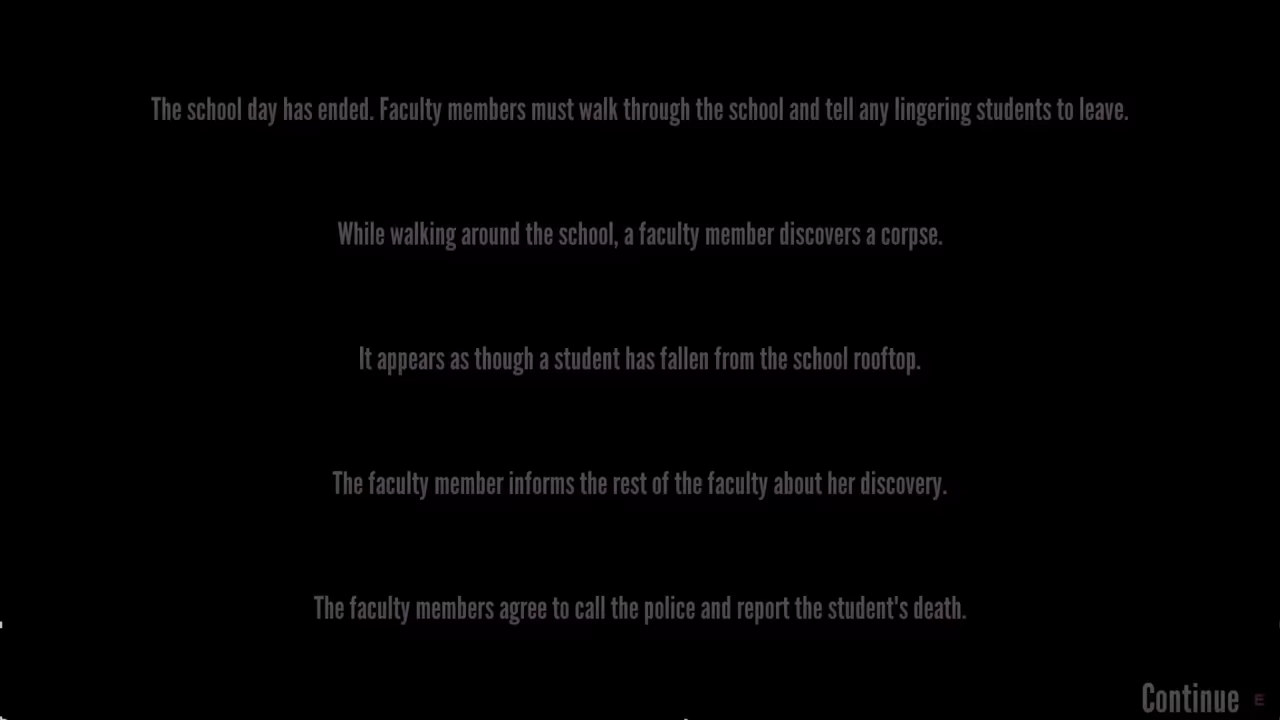 The school day has ended. Faculty members must walk through the school and tell any lingering students to leave.
While walking around the school, a faculty member discovers a corpse.
It appears as though a student has fallen from the school rooftop.
The faculty member informs the rest of the faculty about her discovery.
The faculty members agree to call the police and report the student's death.
Continue E